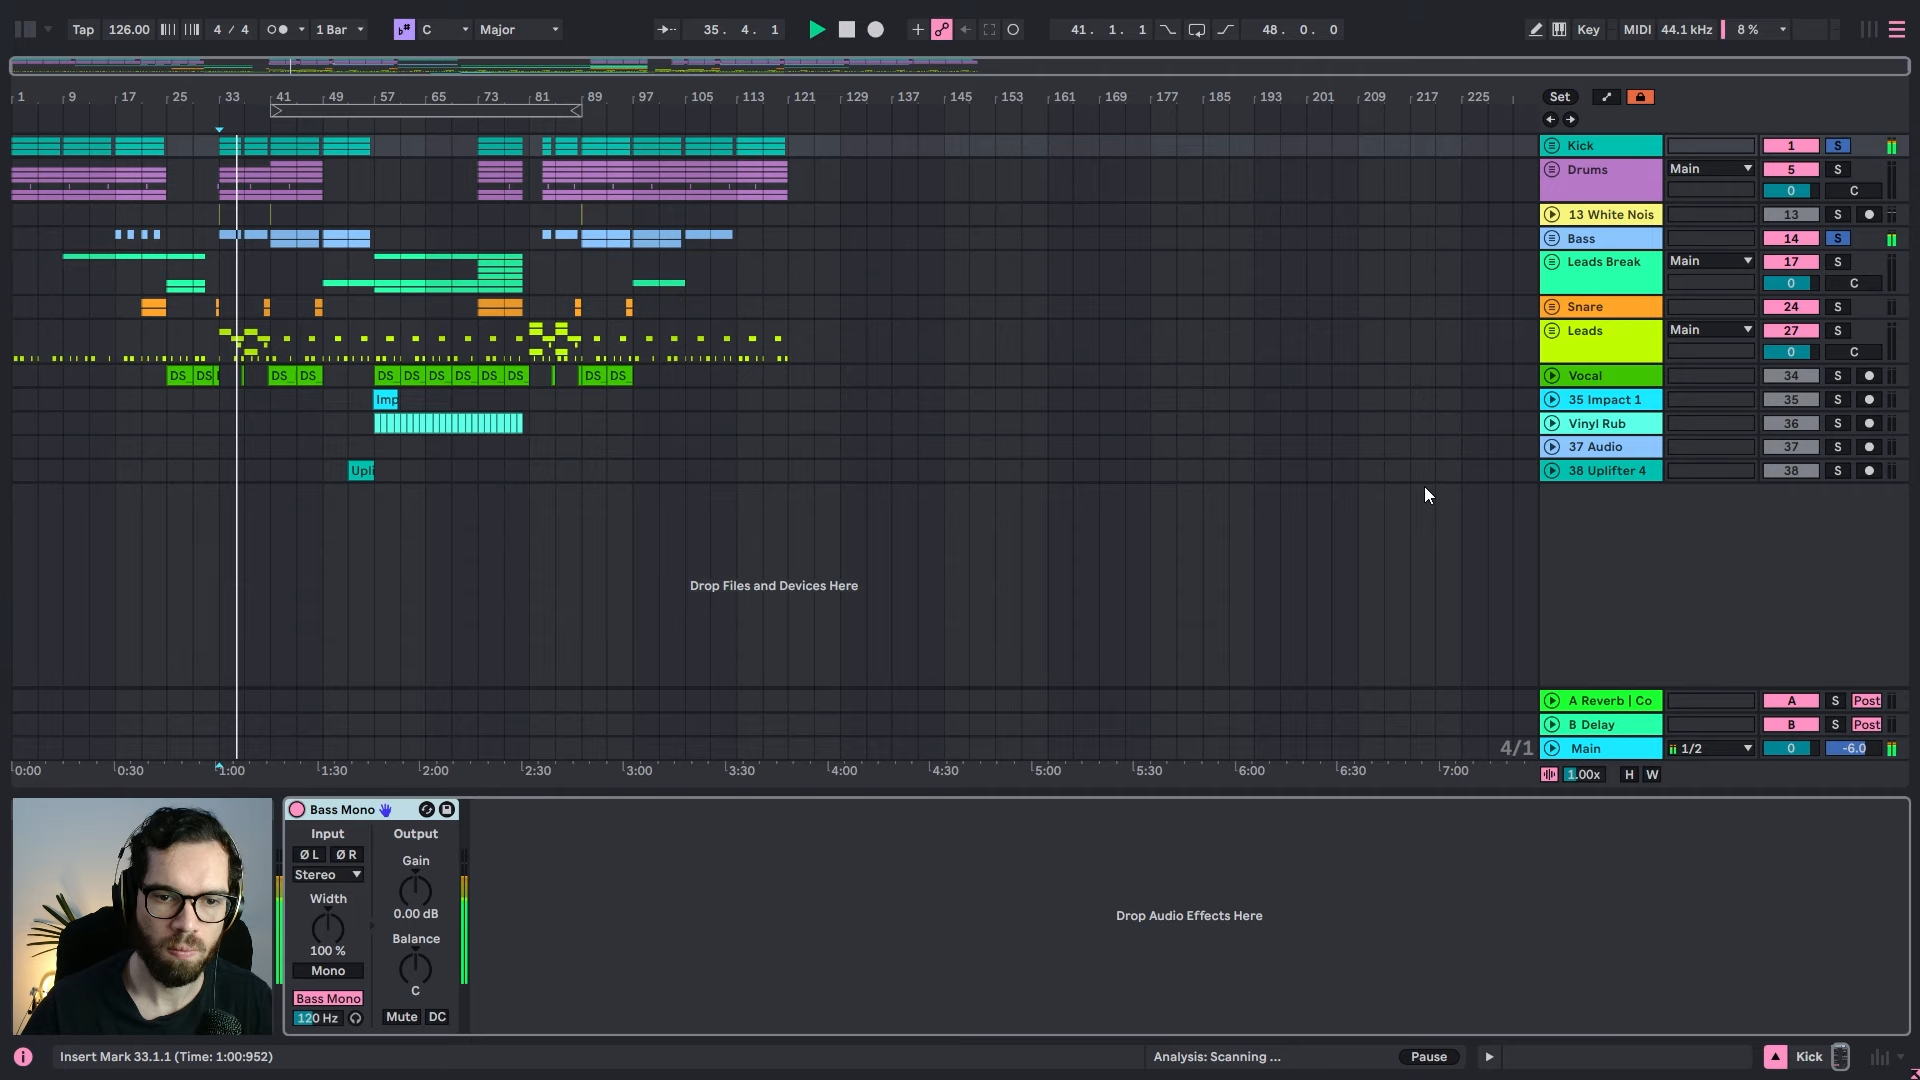 Tap 126.00 4 / 4 1 Bar C Major 35. 4. 1 41. 1. 1 48. 0. 0 Key MIDI 44.1 kHz 8 %
1 9 17 25 33 41 49 57 65 73 81 89 97 105 113 121 129 137 145 153 161 169 177 185 193 201 209 217 225 Set
Kick 1 S
Drums Main 5 S
0 C
13 White Nois 13 S
Bass 14 S
Leads Break Main 17 S
0 C
Snare 24 S
Leads Main 27 S
0 C
DS DS DS DS DS DS DS DS DS DS DS DS Vocal 34 S
Imp 35 Impact 1 35 S
Vinyl Rub 36 S
37 Audio 37 S
Upli 38 Uplifter 4 38 S
Drop Files and Devices Here
A Reverb | Co A S Post
B Delay B S Post
4/1 Main 1/2 0 -6.0
0:00 0:30 1:00 1:30 2:00 2:30 3:00 3:30 4:00 4:30 5:00 5:30 6:00 6:30 7:00 1.00x H W
Bass Mono
Input Output
Ø L Ø R Gain
Stereo
Width 0.00 dB
100 % Balance
Mono C
Bass Mono
120 Hz Mute DC
Drop Audio Effects Here
Insert Mark 33.1.1 (Time: 1:00:952) Analysis: Scanning ... Pause Kick